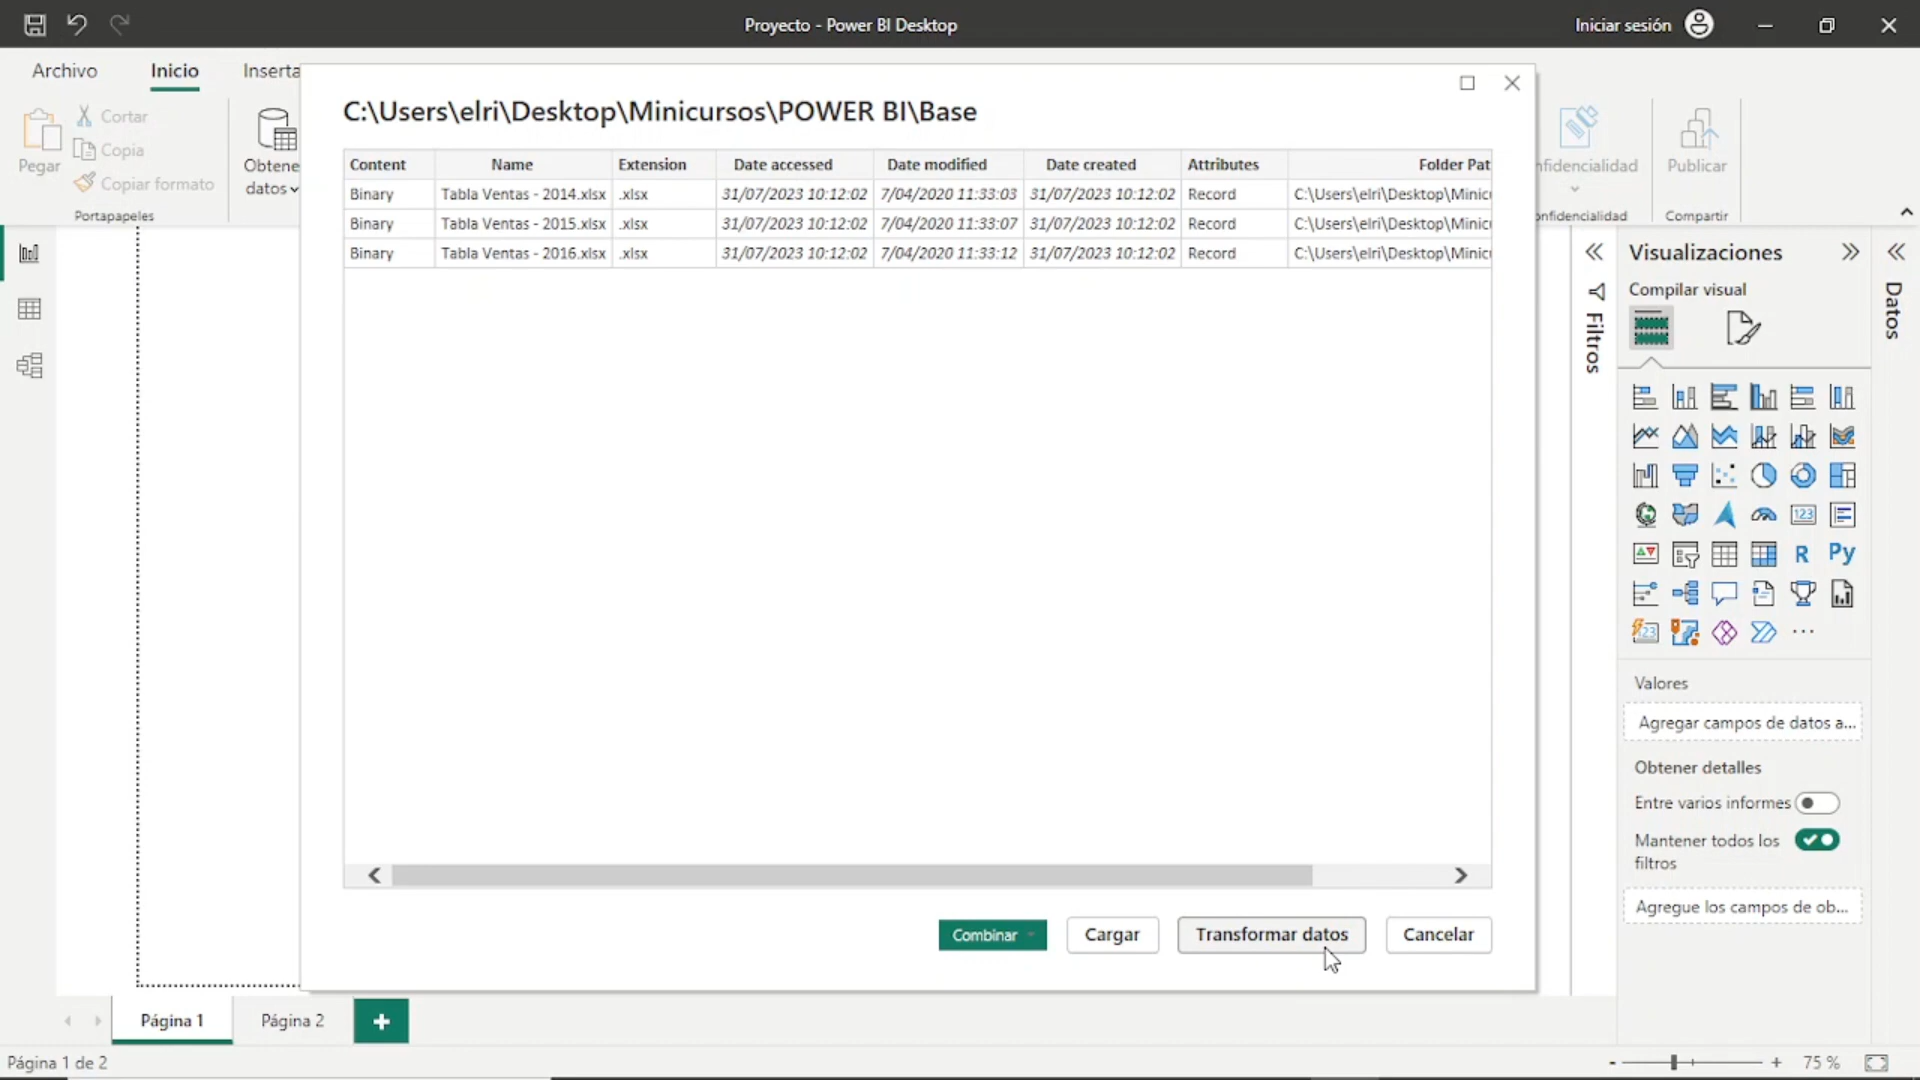 Proyecto - Power BI Desktop
Iniciar sesión
Archivo
Inicio
Inserta
Pegar
Cortar
Copia
Copiar formato
Portapapeles
Obtene
datos
C:\Users\elri\Desktop\Minicursos\POWER BI\Base
Content Name Extension Date accessed Date modified Date created Attributes Folder Pat
Binary Tabla Ventas - 2014.xlsx .xlsx 31/07/2023 10:12:02 7/04/2020 11:33:03 31/07/2023 10:12:02 Record C:\Users\elri\Desktop\Minic
Binary Tabla Ventas - 2015.xlsx .xlsx 31/07/2023 10:12:02 7/04/2020 11:33:07 31/07/2023 10:12:02 Record C:\Users\elri\Desktop\Minic
Binary Tabla Ventas - 2016.xlsx .xlsx 31/07/2023 10:12:02 7/04/2020 11:33:12 31/07/2023 10:12:02 Record C:\Users\elri\Desktop\Minic
Combinar
Cargar
Transformar datos
Cancelar
nfidencialidad
onfidencialidad
Publicar
Compartir
Filtros
Visualizaciones
Compilar visual
123
R
Py
123
Valores
Agregar campos de datos a...
Obtener detalles
Entre varios informes
Mantener todos los
filtros
Agregue los campos de ob...
Datos
Página 1
Página 2
+
Página 1 de 2
- + 75 %